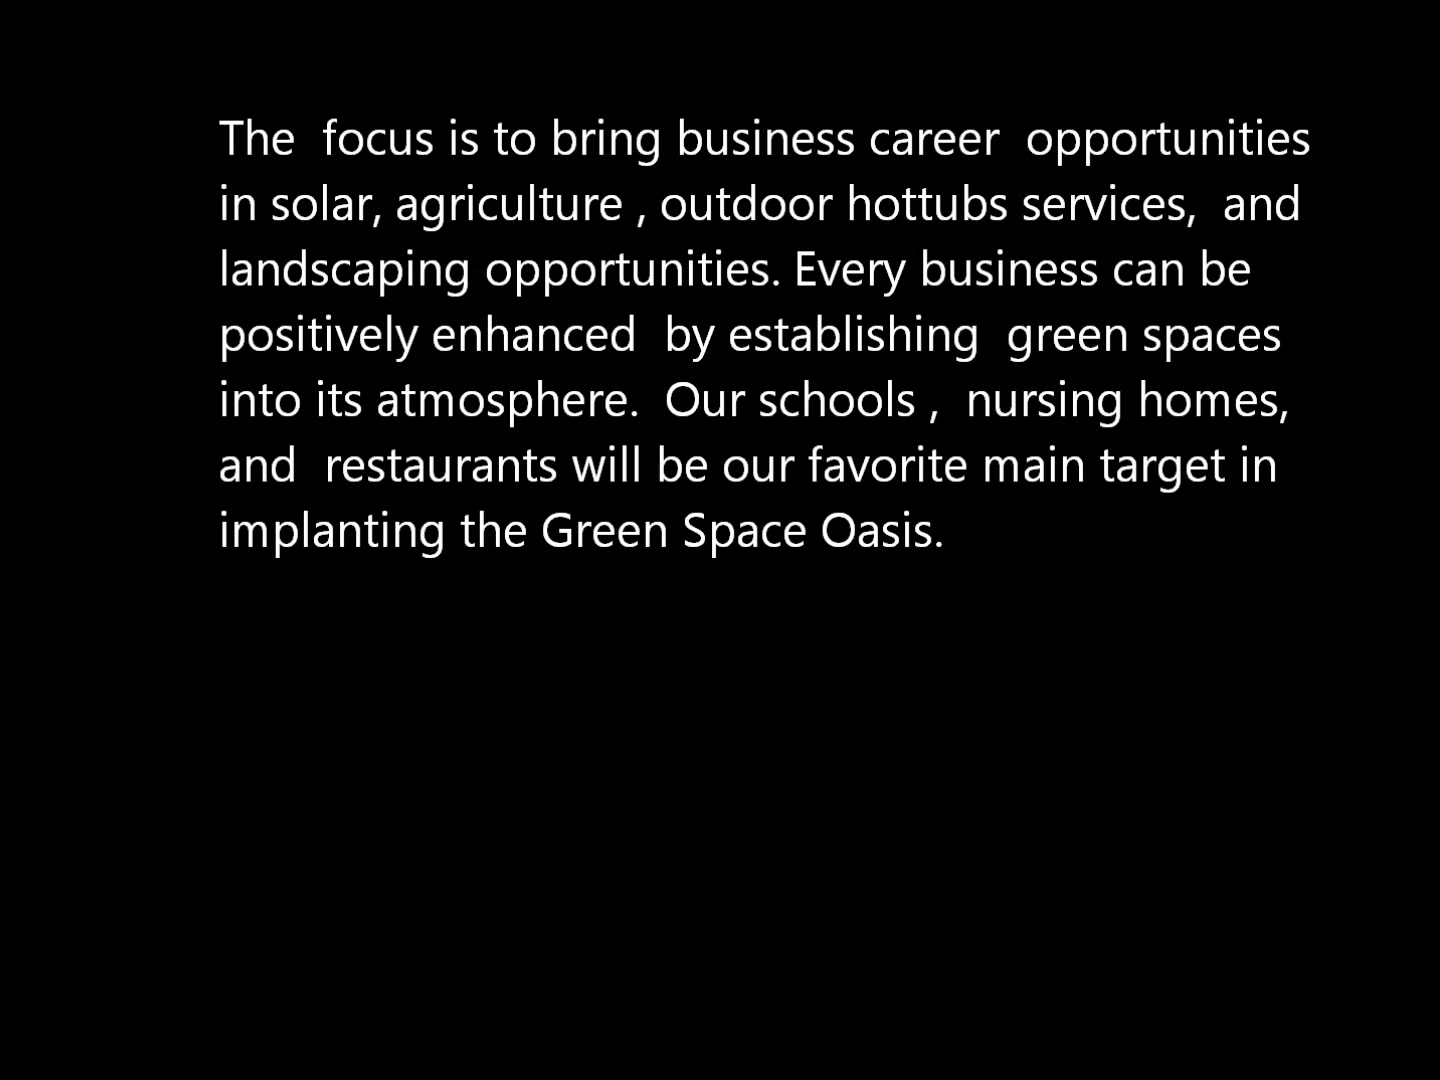 The  focus is to bring business career  opportunities
in solar, agriculture , outdoor hottubs services,  and
landscaping opportunities. Every business can be
positively enhanced  by establishing  green spaces
into its atmosphere.  Our schools ,  nursing homes,
and  restaurants will be our favorite main target in
implanting the Green Space Oasis.